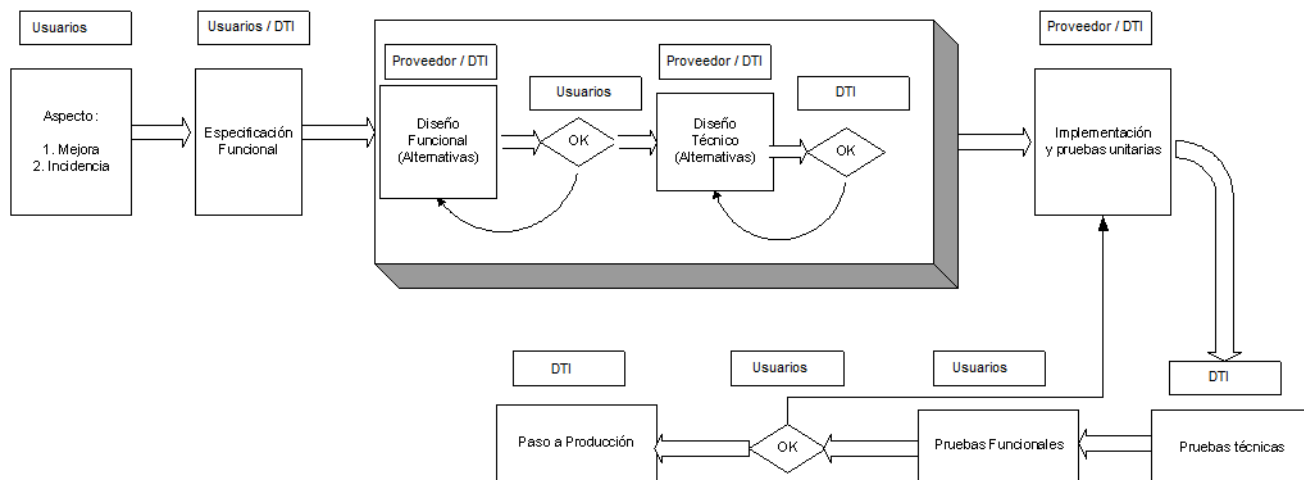 Usuarios
Usuarios / DTI
Proveedor / DTI
Aspecto :
1. Mejora
2. Incidencia
Especificación
Funcional
Proveedor / DTI
Diseño
Funcional
(Alternativas)
Usuarios
OK
Proveedor / DTI
Diseño
Técnico
(Alternativas)
DTI
OK
Implementación
y pruebas unitarias
DTI
Usuarios
Usuarios
DTI
Paso a Producción
OK
Pruebas Funcionales
Pruebas técnicas